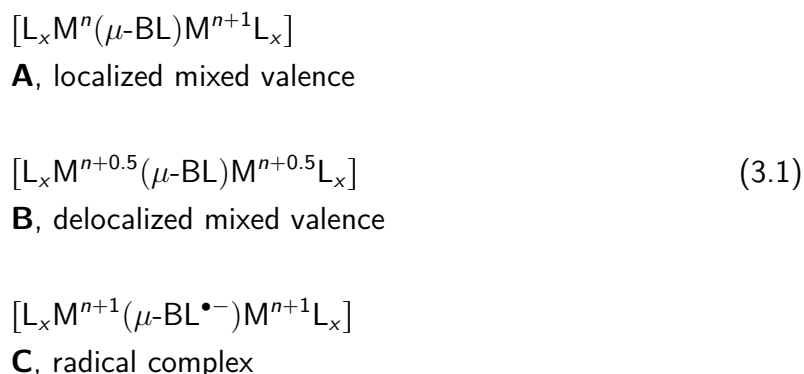 [LₓMⁿ(μ-BL)Mⁿ⁺¹Lₓ]
A, localized mixed valence
[LₓMⁿ⁺⁰·⁵(μ-BL)Mⁿ⁺⁰·⁵Lₓ] (3.1)
B, delocalized mixed valence
[LₓMⁿ⁺¹(μ-BL•⁻)Mⁿ⁺¹Lₓ]
C, radical complex